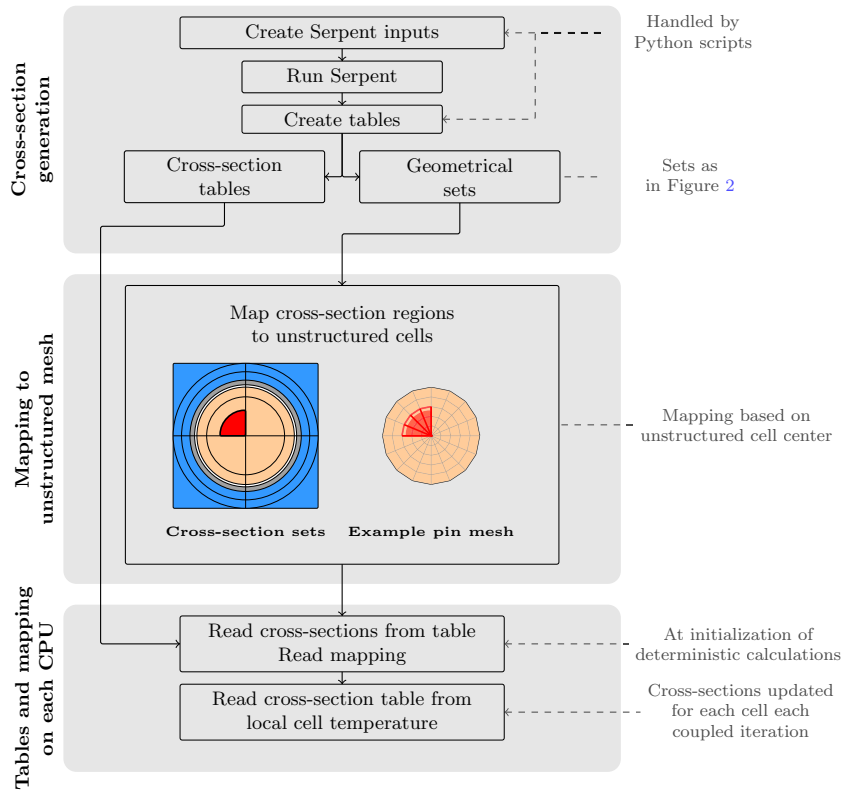 Cross-section
generation
Create Serpent inputs
Handled by
Python scripts
Run Serpent
Create tables
Cross-section
tables
Geometrical
sets
Sets as
in Figure 2
Mapping to
unstructured mesh
Map cross-section regions
to unstructured cells
Cross-section sets
Example pin mesh
Mapping based on
unstructured cell center
Tables and mapping
on each CPU
Read cross-sections from table
Read mapping
At initialization of
deterministic calculations
Read cross-section table from
local cell temperature
Cross-sections updated
for each cell each
coupled iteration